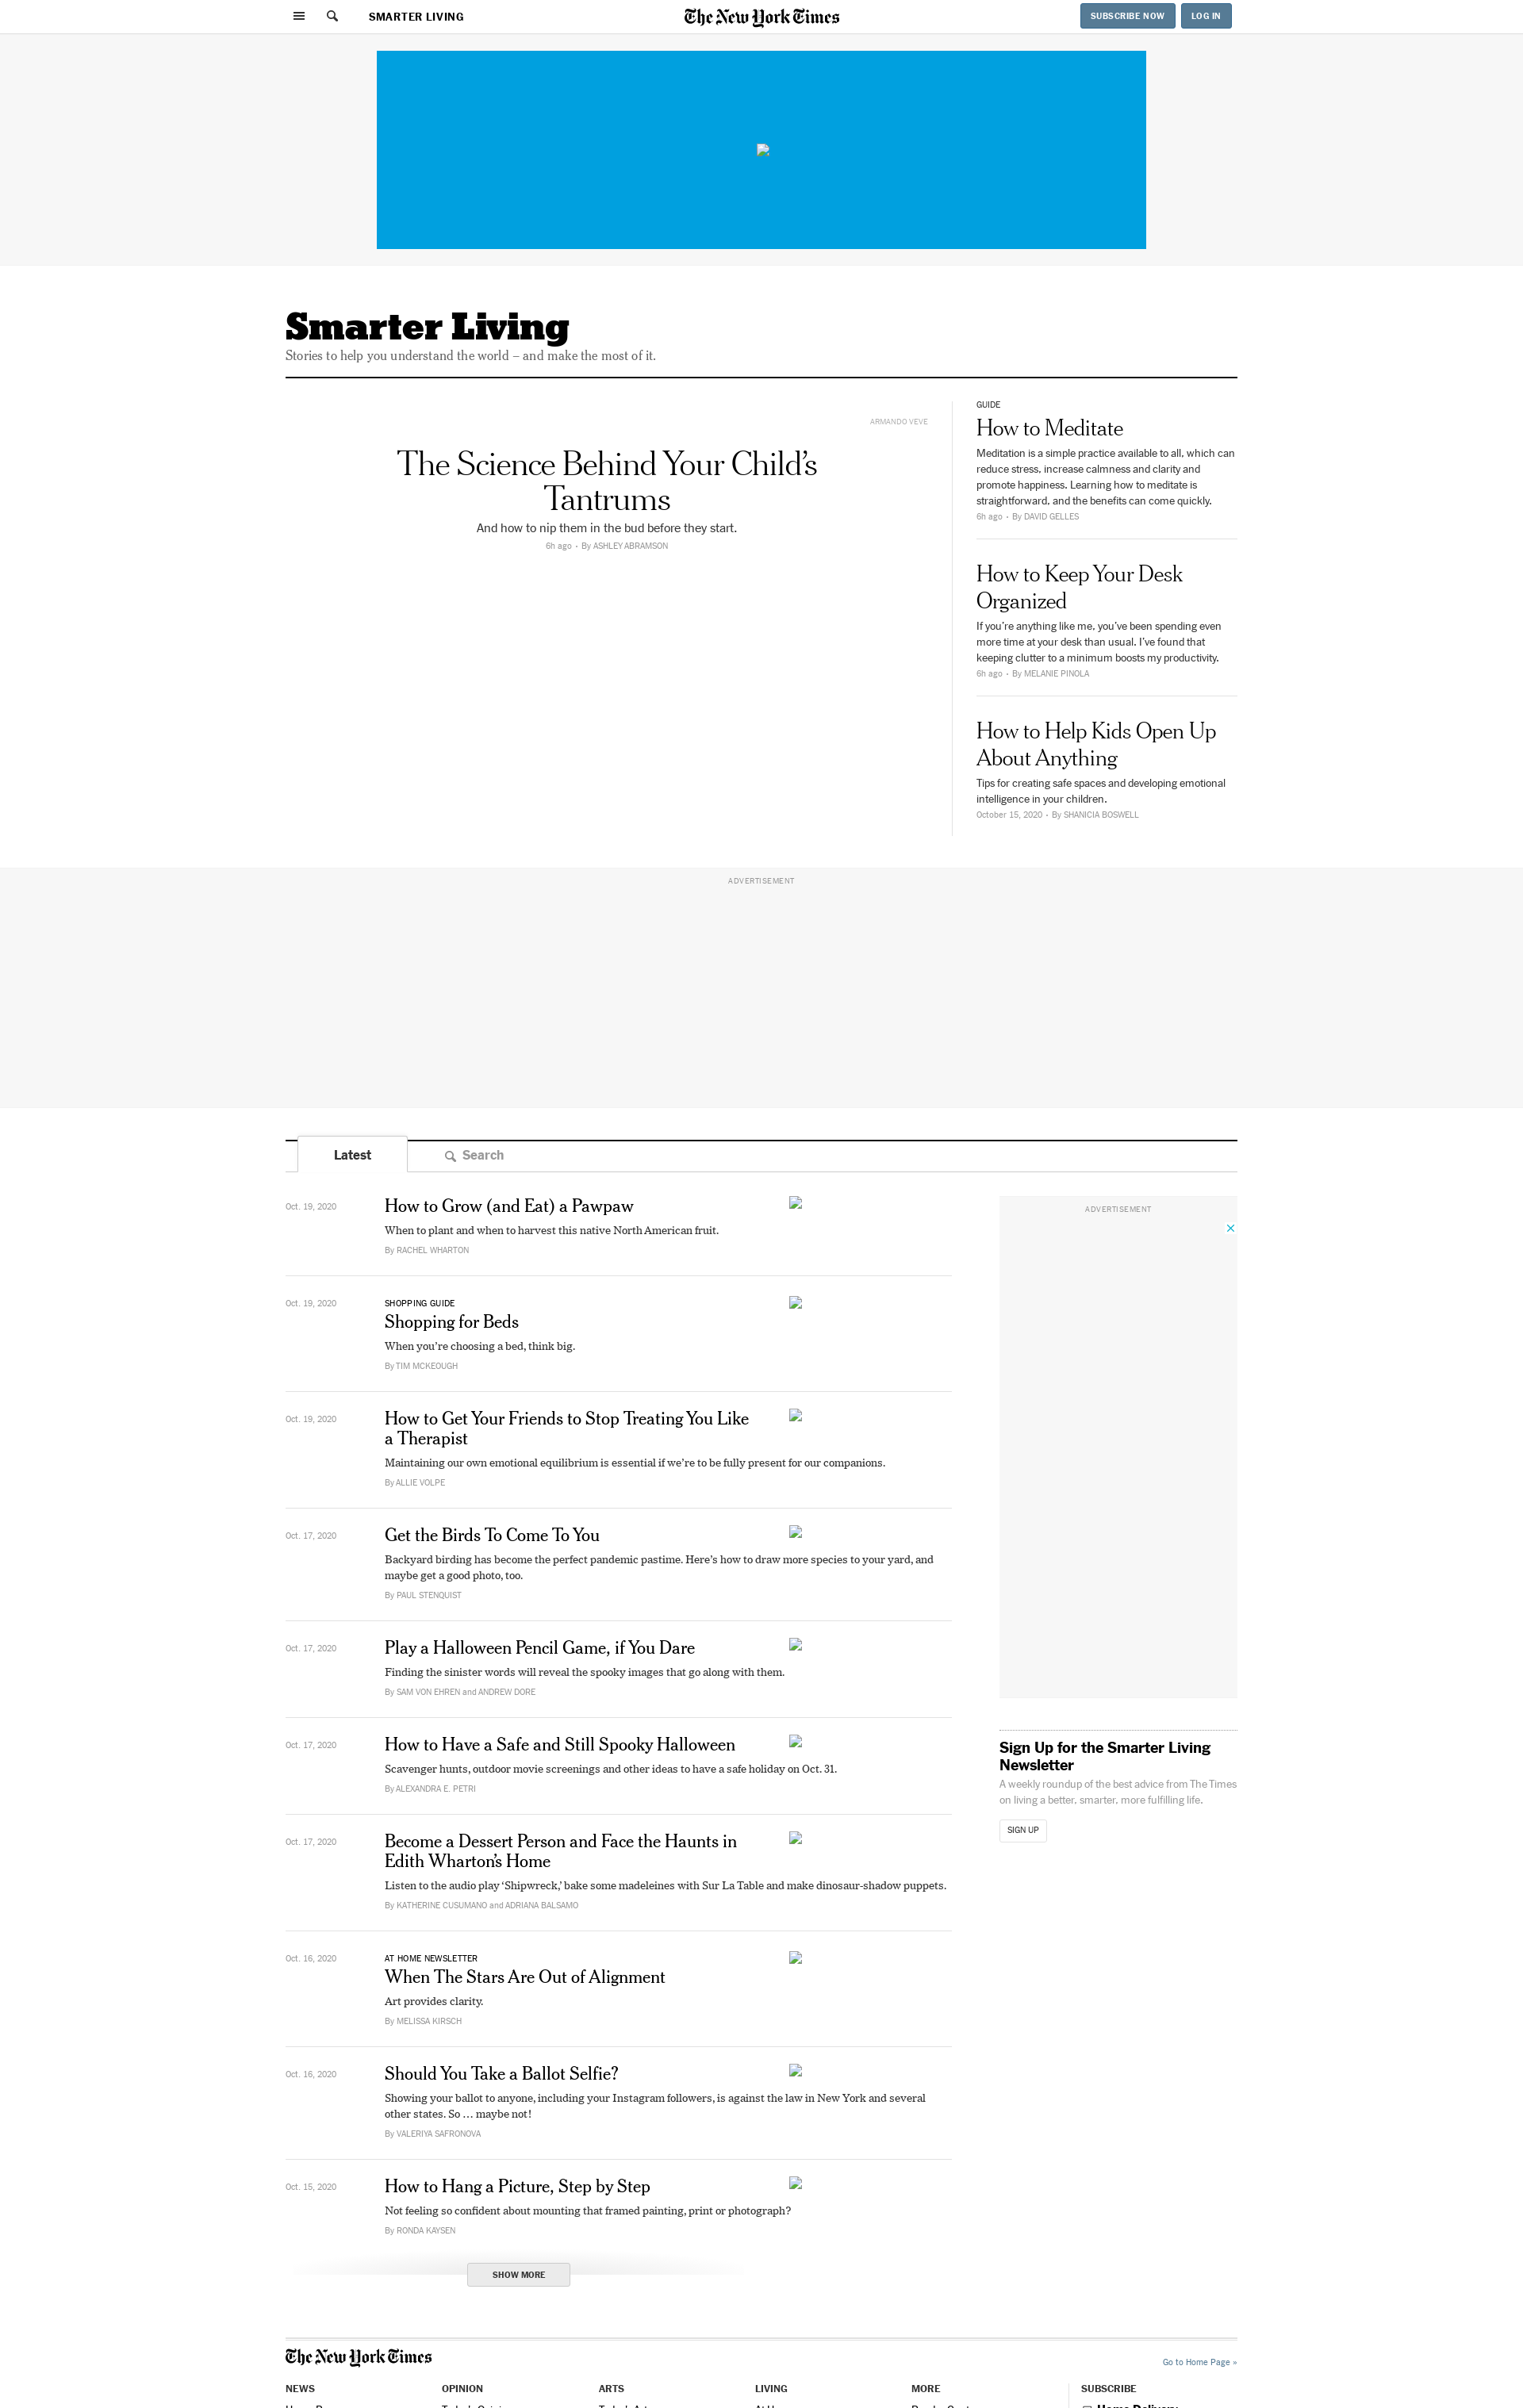 SMARTER LIVING
The New York Times
SUBSCRIBE NOW
LOG IN
Smarter Living
Stories to help you understand the world – and make the most of it.
ARMANDO VEVE
The Science Behind Your Child’s
Tantrums
And how to nip them in the bud before they start.
6h ago • By ASHLEY ABRAMSON
GUIDE
How to Meditate
Meditation is a simple practice available to all, which can
reduce stress, increase calmness and clarity and
promote happiness. Learning how to meditate is
straightforward, and the benefits can come quickly.
6h ago • By DAVID GELLES
How to Keep Your Desk
Organized
If you’re anything like me, you’ve been spending even
more time at your desk than usual. I’ve found that
keeping clutter to a minimum boosts my productivity.
6h ago • By MELANIE PINOLA
How to Help Kids Open Up
About Anything
Tips for creating safe spaces and developing emotional
intelligence in your children.
October 15, 2020 • By SHANICIA BOSWELL
ADVERTISEMENT
Latest
Search
Oct. 19, 2020
How to Grow (and Eat) a Pawpaw
When to plant and when to harvest this native North American fruit.
By RACHEL WHARTON
Oct. 19, 2020
SHOPPING GUIDE
Shopping for Beds
When you’re choosing a bed, think big.
By TIM MCKEOUGH
Oct. 19, 2020
How to Get Your Friends to Stop Treating You Like
a Therapist
Maintaining our own emotional equilibrium is essential if we’re to be fully present for our companions.
By ALLIE VOLPE
Oct. 17, 2020
Get the Birds To Come To You
Backyard birding has become the perfect pandemic pastime. Here’s how to draw more species to your yard, and
maybe get a good photo, too.
By PAUL STENQUIST
Oct. 17, 2020
Play a Halloween Pencil Game, if You Dare
Finding the sinister words will reveal the spooky images that go along with them.
By SAM VON EHREN and ANDREW DORE
Oct. 17, 2020
How to Have a Safe and Still Spooky Halloween
Scavenger hunts, outdoor movie screenings and other ideas to have a safe holiday on Oct. 31.
By ALEXANDRA E. PETRI
Oct. 17, 2020
Become a Dessert Person and Face the Haunts in
Edith Wharton’s Home
Listen to the audio play ‘Shipwreck,’ bake some madeleines with Sur La Table and make dinosaur-shadow puppets.
By KATHERINE CUSUMANO and ADRIANA BALSAMO
Oct. 16, 2020
AT HOME NEWSLETTER
When The Stars Are Out of Alignment
Art provides clarity.
By MELISSA KIRSCH
Oct. 16, 2020
Should You Take a Ballot Selfie?
Showing your ballot to anyone, including your Instagram followers, is against the law in New York and several
other states. So … maybe not!
By VALERIYA SAFRONOVA
Oct. 15, 2020
How to Hang a Picture, Step by Step
Not feeling so confident about mounting that framed painting, print or photograph?
By RONDA KAYSEN
SHOW MORE
ADVERTISEMENT
Sign Up for the Smarter Living
Newsletter
A weekly roundup of the best advice from The Times
on living a better, smarter, more fulfilling life.
SIGN UP
The New York Times
Go to Home Page »
NEWS
OPINION
ARTS
LIVING
MORE
SUBSCRIBE